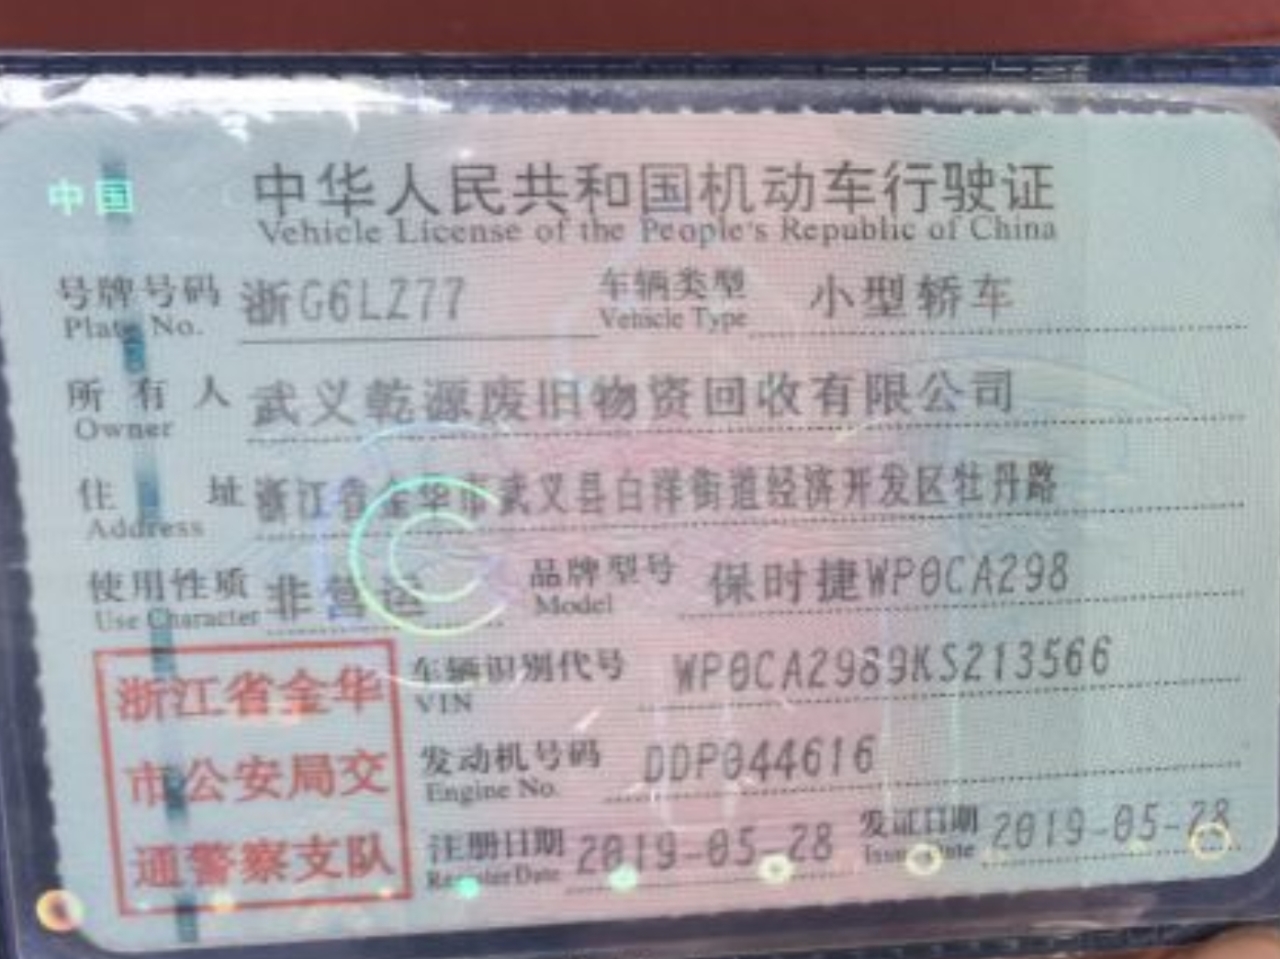 中国
中华人民共和国机动车行驶证
Vehicle License of the People's Republic of China
号牌号码 浙G6LZ77 车辆类型 小型轿车
Plate No. Vehicle Type
所有人 武义乾源废旧物资回收有限公司
Owner
住址 浙江省金华市武义县白洋街道经济开发区牡丹路
Address
使用性质 非营运 品牌型号 保时捷WP0CA298
Use Character Model
浙江省金华市公安局交通警察支队
车辆识别代号 WP0CA2989KS213566
VIN
发动机号码 DDP044616
Engine No.
注册日期 2019-05-28 发证日期 2019-05-28
Register Date Issue Date